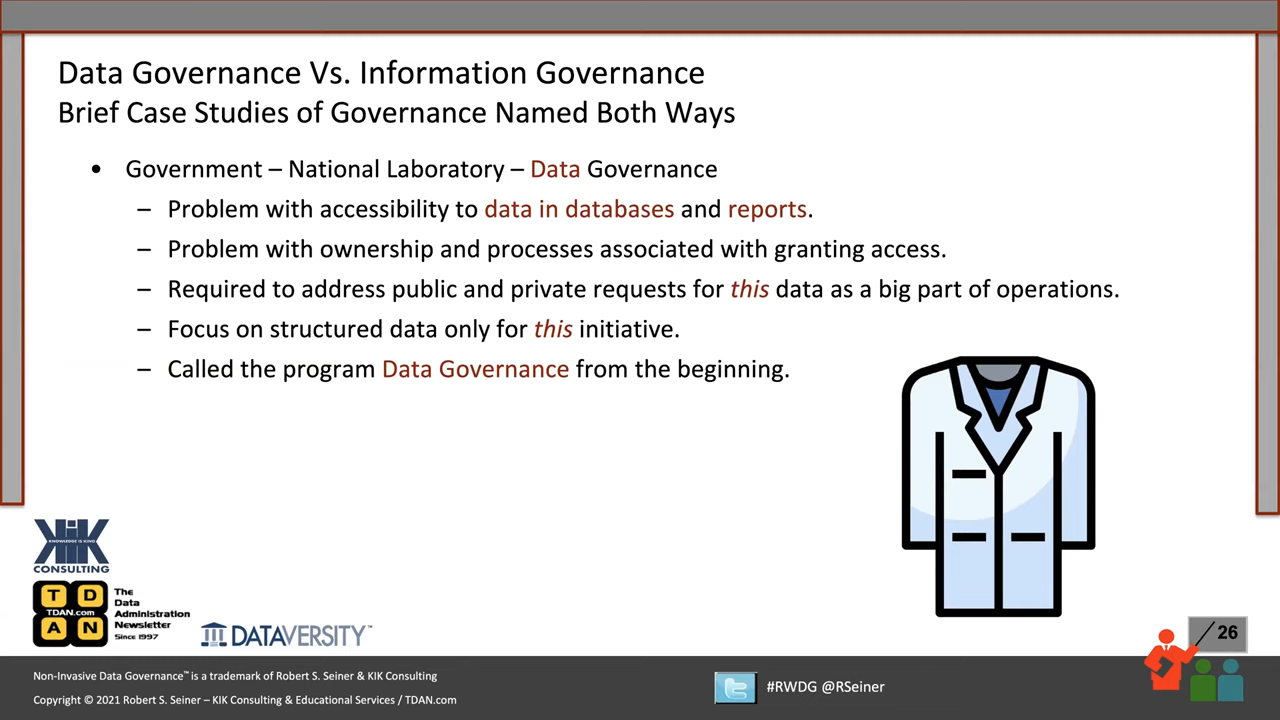 Data Governance Vs. Information Governance
Brief Case Studies of Governance Named Both Ways
• Government – National Laboratory – Data Governance
– Problem with accessibility to data in databases and reports.
– Problem with ownership and processes associated with granting access.
– Required to address public and private requests for this data as a big part of operations.
– Focus on structured data only for this initiative.
– Called the program Data Governance from the beginning.
KIK
KNOWLEDGE IS KING
CONSULTING
T D
TDAN.com
A N
The
Data
Administration
Newsletter
Since 1997
DATAVERSITY™
26
Non-Invasive Data Governance™ is a trademark of Robert S. Seiner & KIK Consulting
Copyright © 2021 Robert S. Seiner – KIK Consulting & Educational Services / TDAN.com
#RWDG @RSeiner